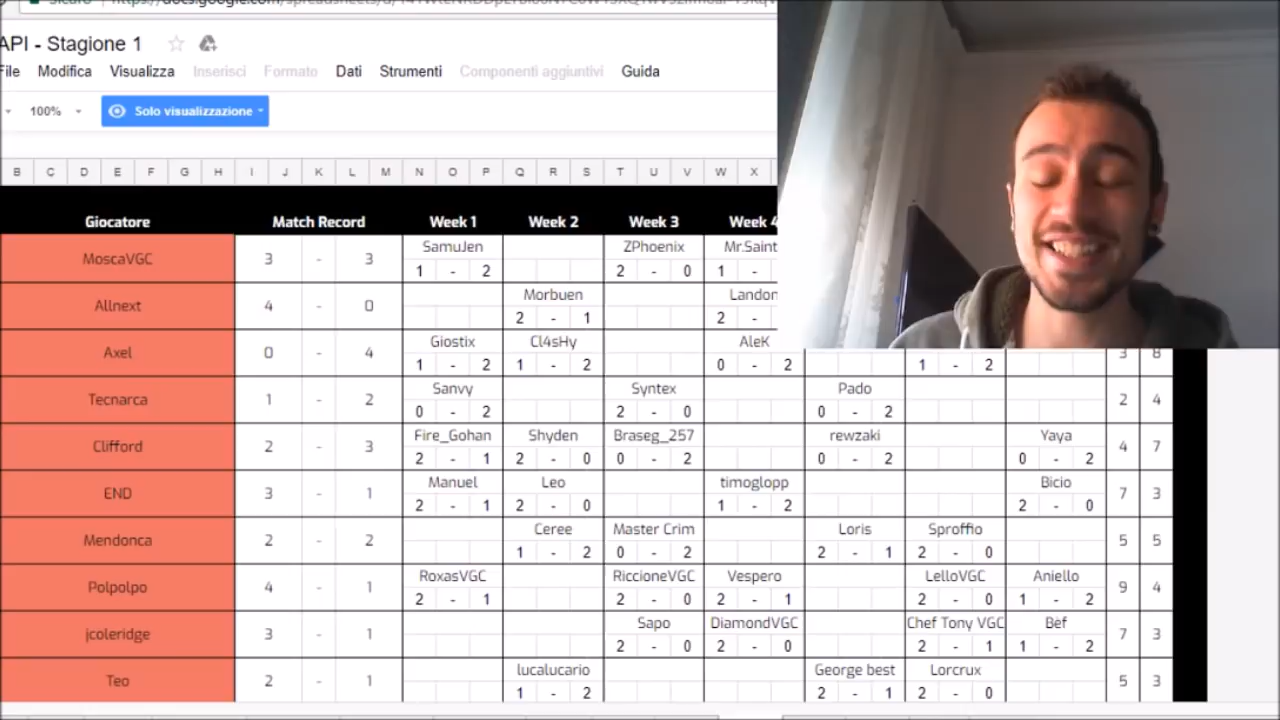 API - Stagione 1
File Modifica Visualizza Inserisci Formato Dati Strumenti Componenti aggiuntivi Guida
100% Solo visualizzazione
B C D E F G H I J K L M N O P Q R S T U V W X
Giocatore Match Record Week 1 Week 2 Week 3 Week 4
SamuJen ZPhoenix Mr.Saint
MoscaVGC 3 - 3 1 - 2 2 - 0 1 -
Morbuen Landon
Allnext 4 - 0 2 - 1 2 -
Giostix Cl4sHy AleK
Axel 0 - 4 1 - 2 1 - 2 0 - 2 1 - 2 3 8
Sanvy Syntex Pado
Tecnarca 1 - 2 0 - 2 2 - 0 0 - 2 2 4
Fire_Gohan Shyden Braseg_257 rewzaki Yaya
Clifford 2 - 3 2 - 1 2 - 0 0 - 2 0 - 2 0 - 2 4 7
Manuel Leo timoglopp Bicio
END 3 - 1 2 - 1 2 - 0 1 - 2 2 - 0 7 3
Ceree Master Crim Loris Sproffio
Mendonca 2 - 2 1 - 2 0 - 2 2 - 1 2 - 0 5 5
RoxasVGC RiccioneVGC Vespero LelloVGC Aniello
Polpolpo 4 - 1 2 - 1 2 - 0 2 - 1 2 - 0 1 - 2 9 4
Sapo DiamondVGC Chef Tony VGC Bëf
jcoleridge 3 - 1 2 - 0 2 - 0 2 - 1 1 - 2 7 3
lucalucario George best Lorcrux
Teo 2 - 1 1 - 2 2 - 1 2 - 0 5 3